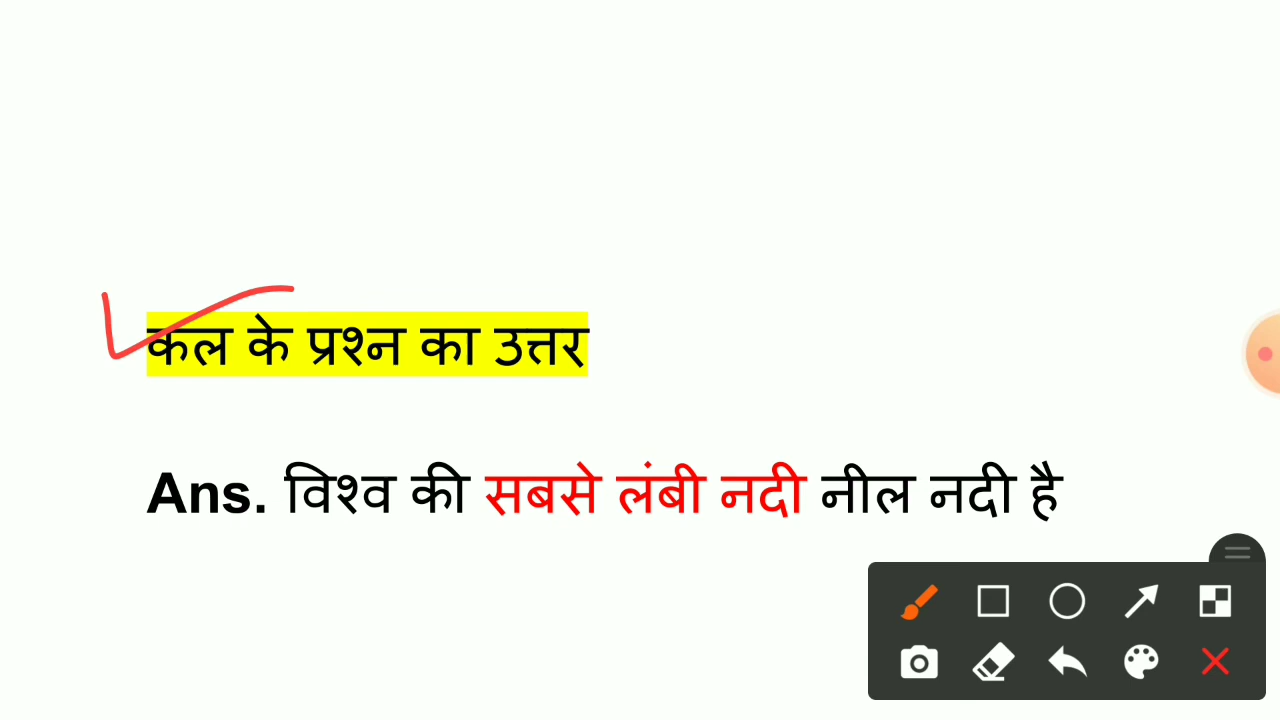 कल के प्रश्न का उत्तर
Ans. विश्व की सबसे लंबी नदी नील नदी है